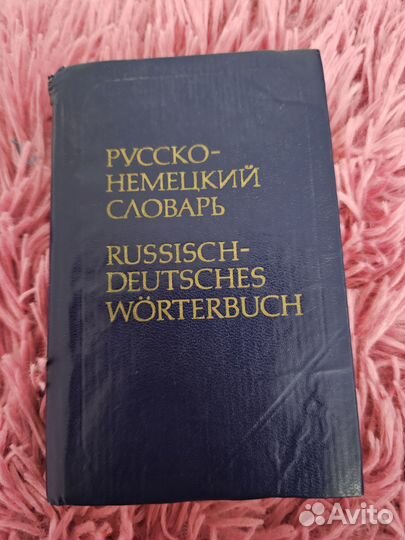 РУССКО-
НЕМЕЦКИЙ
СЛОВАРЬ
RUSSISCH-
DEUTSCHES
WÖRTERBUCH
Avito